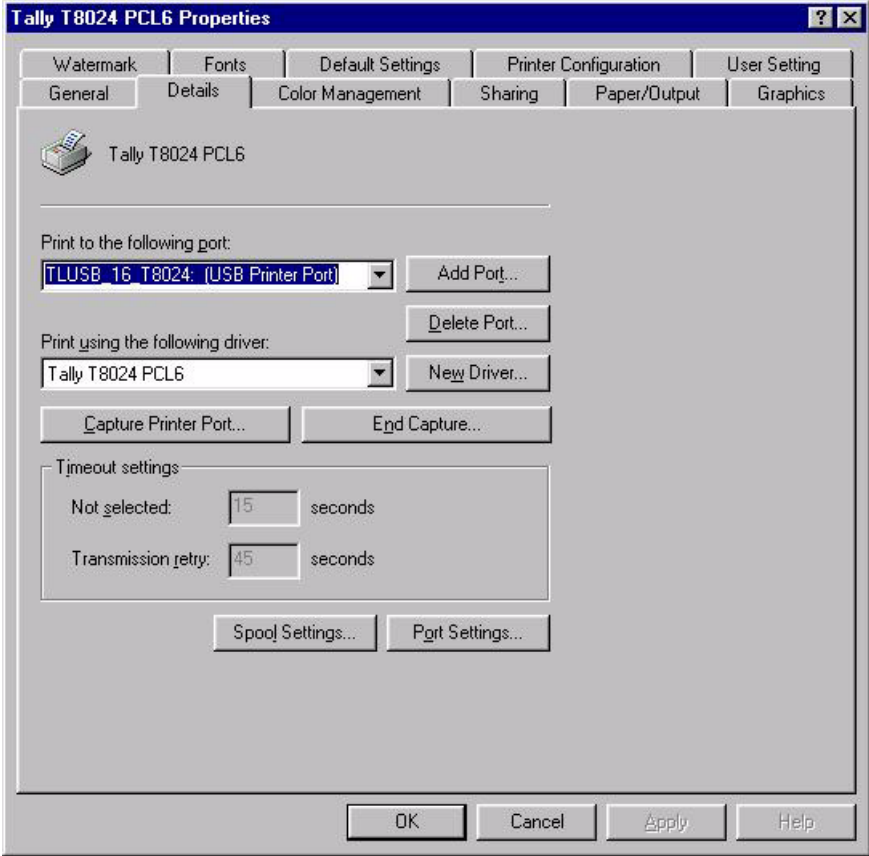 Tally T8024 PCL6 Properties
Watermark Fonts Default Settings Printer Configuration User Setting
General Details Color Management Sharing Paper/Output Graphics
Tally T8024 PCL6
Print to the following port:
TLUSB_16_T8024: (USB Printer Port) Add Port...
Delete Port...
Print using the following driver:
Tally T8024 PCL6 New Driver...
Capture Printer Port... End Capture...
Timeout settings
Not selected: 15 seconds
Transmission retry: 45 seconds
Spool Settings... Port Settings...
OK Cancel Apply Help